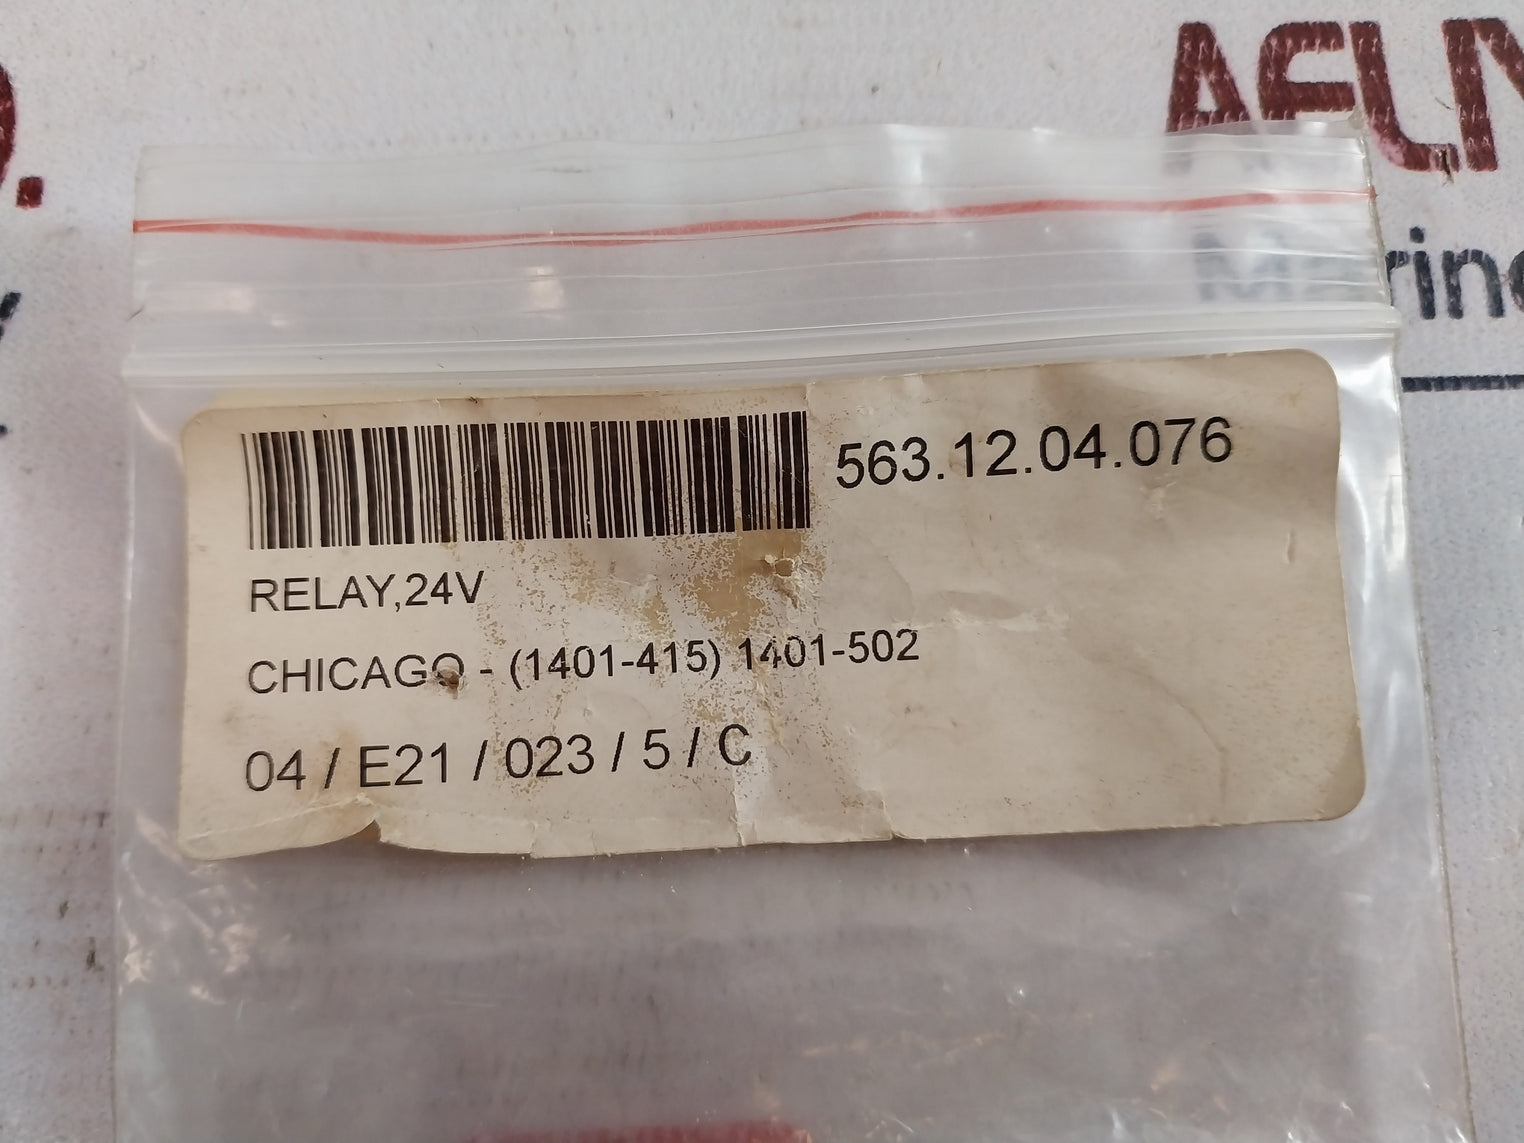 563.12.04.076
RELAY,24V
CHICAGO - (1401-415) 1401-502
04 / E21 / 023 / 5 / C